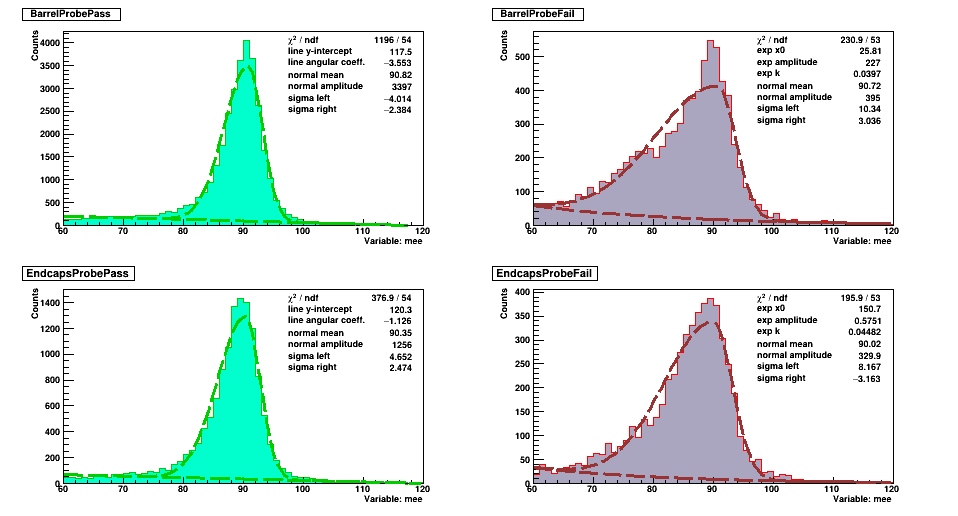 BarrelProbePass
Counts
4000
3500
3000
2500
2000
1500
1000
500
0
60 70 80 90 100 110 120
Variable: mee
χ² / ndf 1196 / 54
line y-intercept 117.5
line angular coeff. −3.553
normal mean 90.82
normal amplitude 3397
sigma left −4.014
sigma right −2.384
BarrelProbeFail
Counts
500
400
300
200
100
0
60 70 80 90 100 110 120
Variable: mee
χ² / ndf 230.9 / 53
exp x0 25.81
exp amplitude 227
exp k 0.0397
normal mean 90.72
normal amplitude 395
sigma left 10.34
sigma right 3.036
EndcapsProbePass
Counts
1400
1200
1000
800
600
400
200
0
60 70 80 90 100 110 120
Variable: mee
χ² / ndf 376.9 / 54
line y-intercept 120.3
line angular coeff. −1.126
normal mean 90.35
normal amplitude 1256
sigma left 4.652
sigma right 2.474
EndcapsProbeFail
Counts
400
350
300
250
200
150
100
50
0
60 70 80 90 100 110 120
Variable: mee
χ² / ndf 195.9 / 53
exp x0 150.7
exp amplitude 0.5751
exp k 0.04482
normal mean 90.02
normal amplitude 329.9
sigma left 8.167
sigma right −3.163